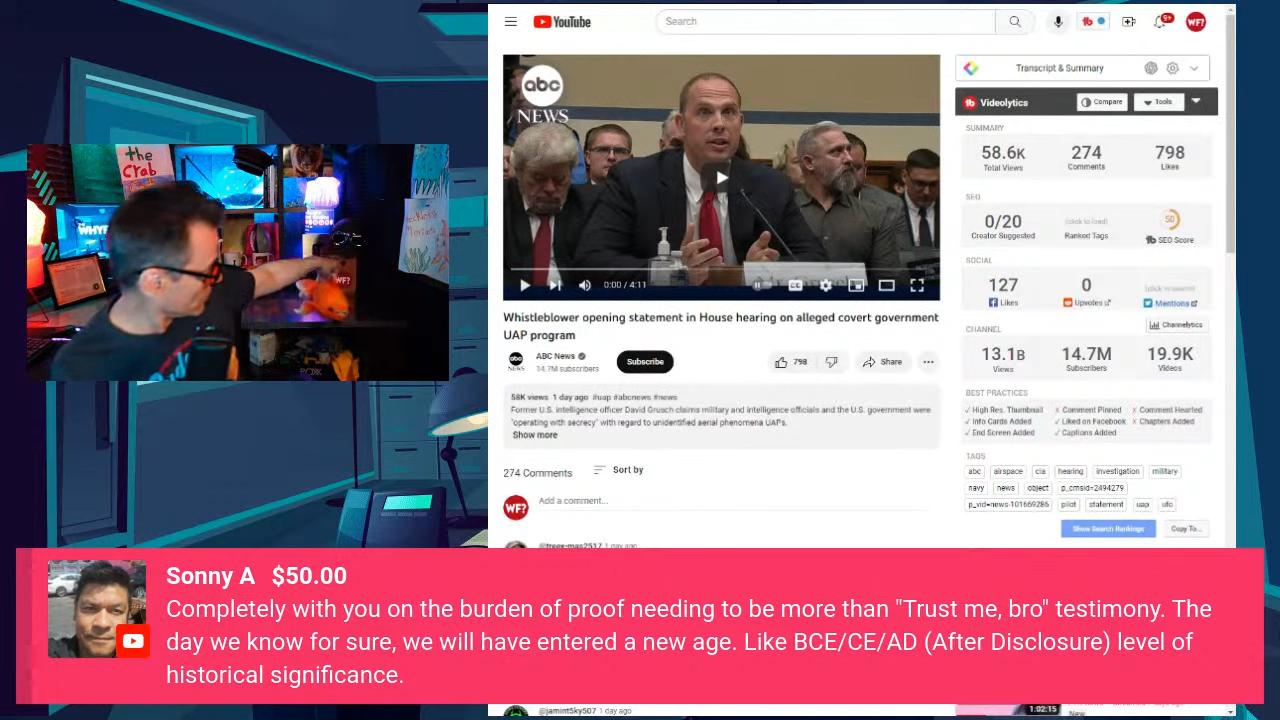 YouTube
Search
9+
WF?
abc
NEWS
0:00 / 4:11
Whistleblower opening statement in House hearing on alleged covert government
UAP program
abc
NEWS
ABC News
14.7M subscribers
Subscribe
798
Share
58K views 1 day ago #uap #abcnews #news
Former U.S. intelligence officer David Grusch claims military and intelligence officials and the U.S. government were
"operating with secrecy" with regard to unidentified aerial phenomena UAPs.
Show more
274 Comments
Sort by
WF?
Add a comment...
1 day ago
@jamint5ky507 1 day ago
Transcript & Summary
Videolytics
Compare
Tools
SUMMARY
58.6K
Total Views
274
Comments
798
Likes
SEO
0/20
Creator Suggested
(click to load)
Ranked Tags
50
SEO Score
SOCIAL
127
Likes
0
Upvotes
Mentions
Channelytics
CHANNEL
13.1B
Views
14.7M
Subscribers
19.9K
Videos
BEST PRACTICES
✓ High Res. Thumbnail
✗ Comment Pinned
✗ Comment Hearted
✓ Info Cards Added
✓ Liked on Facebook
✗ Chapters Added
✓ End Screen Added
✓ Captions Added
TAGS
abc airspace cia hearing investigation military
navy news object p_cmsid=2494279
p_vid=news-101669286 pilot statement uap ufo
Show Search Rankings
Copy To...
1:02:15
New
the
Crab
WF?
Sonny A $50.00
Completely with you on the burden of proof needing to be more than "Trust me, bro" testimony. The
day we know for sure, we will have entered a new age. Like BCE/CE/AD (After Disclosure) level of
historical significance.